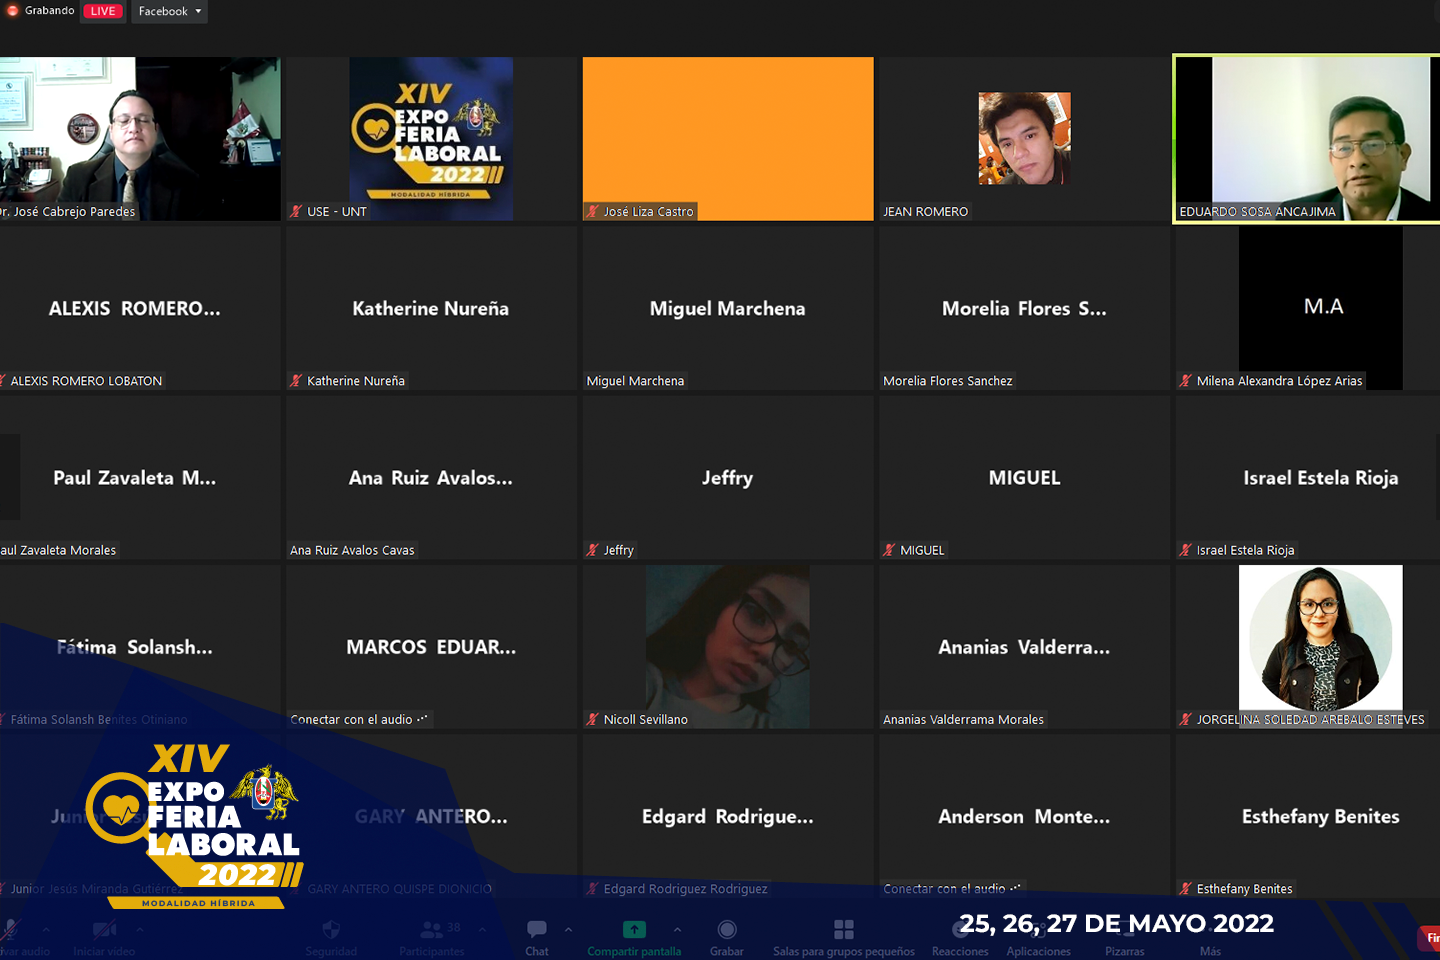 Grabando
LIVE
Facebook
Dr. José Cabrejo Paredes
XIV
EXPO
FERIA
LABORAL
2022
MODALIDAD HÍBRIDA
USE - UNT
José Liza Castro
JEAN ROMERO
EDUARDO SOSA ANCAJIMA
ALEXIS ROMERO...
ALEXIS ROMERO LOBATON
Katherine Nureña
Katherine Nureña
Miguel Marchena
Miguel Marchena
Morelia Flores S...
Morelia Flores Sanchez
M.A
Milena Alexandra López Arias
Paul Zavaleta M...
aul Zavaleta Morales
Ana Ruiz Avalos...
Ana Ruiz Avalos Cavas
Jeffry
Jeffry
MIGUEL
MIGUEL
Israel Estela Rioja
Israel Estela Rioja
Fátima Solansh...
Fátima Solansh Benites Otiniano
MARCOS EDUAR...
Conectar con el audio
Nicoll Sevillano
Ananias Valderra...
Ananias Valderrama Morales
JORGELINA SOLEDAD AREBALO ESTEVES
Junior Jesús Miranda Gutiérrez
GARY ANTERO...
GARY ANTERO QUISPE DIONICIO
Edgard Rodrigue...
Edgard Rodriguez Rodriguez
Anderson Monte...
Conectar con el audio
Esthefany Benites
Esthefany Benites
XIV
EXPO
FERIA
LABORAL
2022
MODALIDAD HÍBRIDA
25, 26, 27 DE MAYO 2022
var audio
Iniciar video
Seguridad
38
Participantes
Chat
Compartir pantalla
Grabar
Salas para grupos pequeños
Reacciones
Aplicaciones
Pizarras
Más
Fin